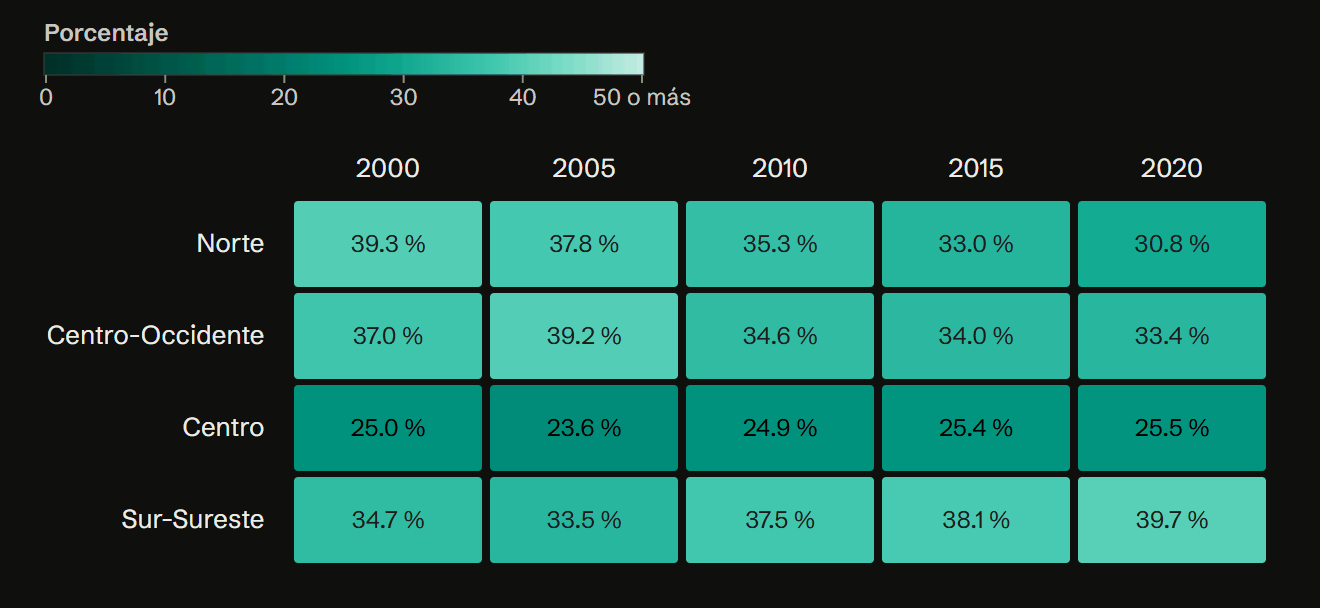 Porcentaje
0 10 20 30 40 50 o más
2000 2005 2010 2015 2020
Norte 39.3 % 37.8 % 35.3 % 33.0 % 30.8 %
Centro-Occidente 37.0 % 39.2 % 34.6 % 34.0 % 33.4 %
Centro 25.0 % 23.6 % 24.9 % 25.4 % 25.5 %
Sur-Sureste 34.7 % 33.5 % 37.5 % 38.1 % 39.7 %